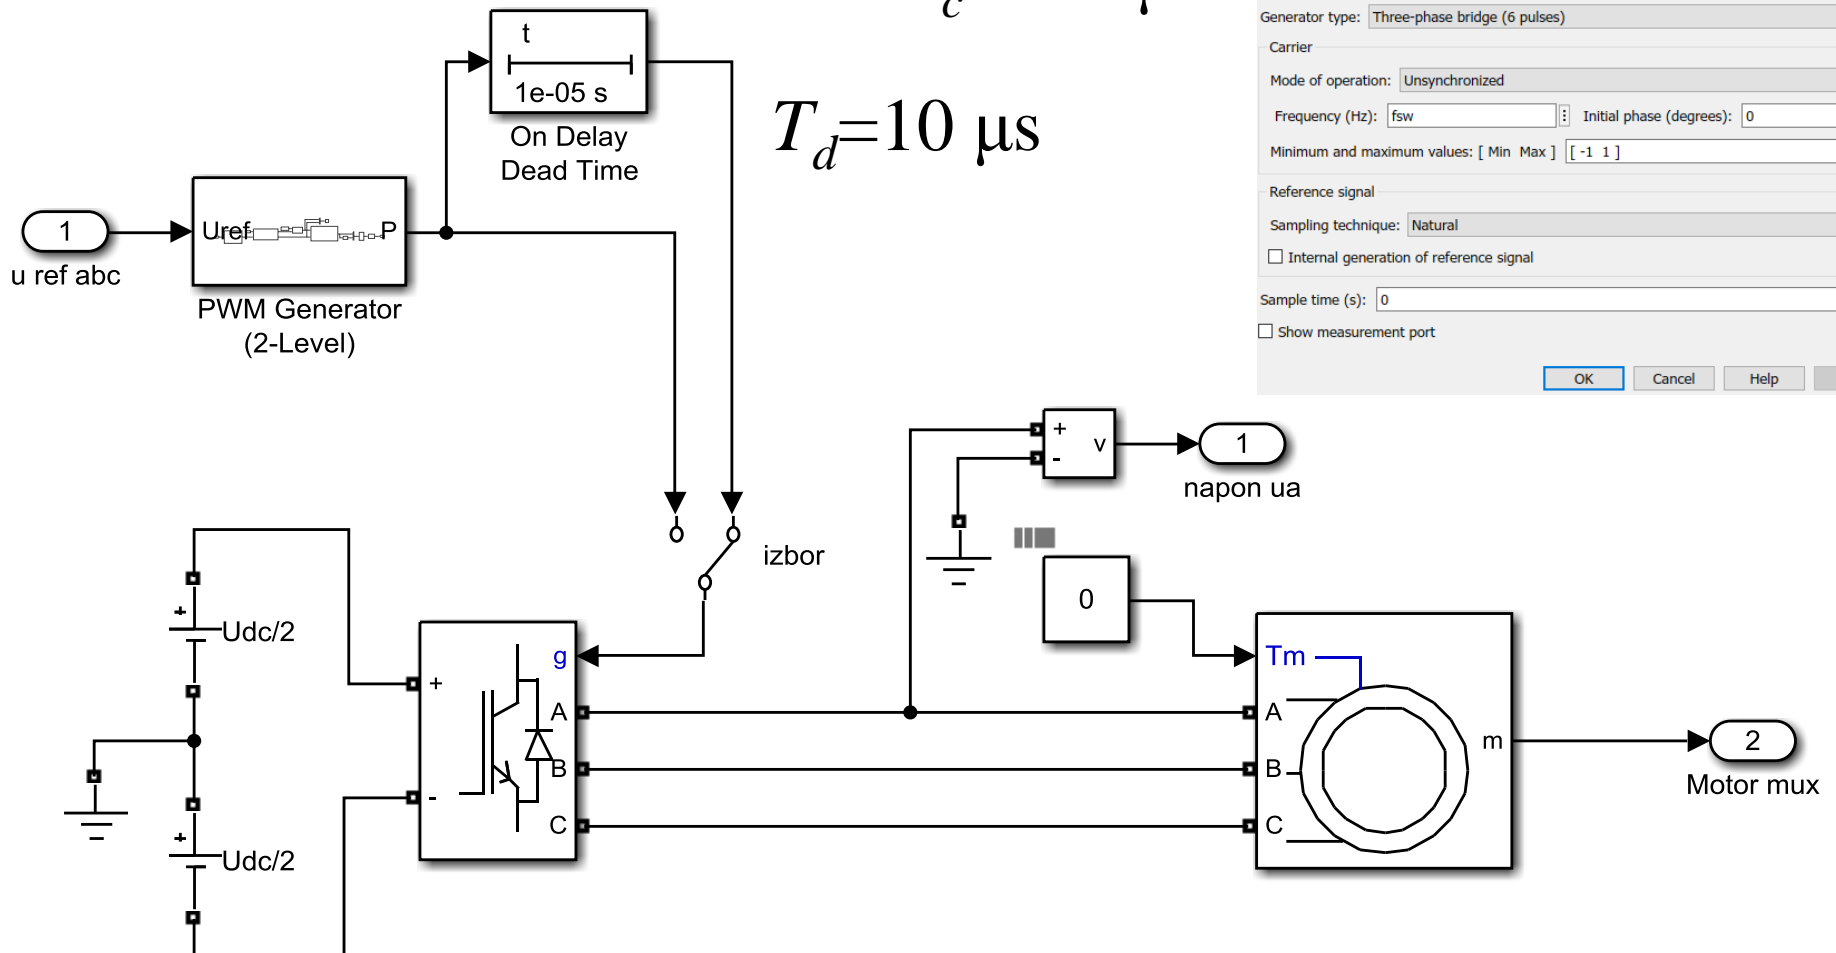 c
t
1e-05 s
On Delay
Dead Time
T_d=10 μs
1
u ref abc
Uref
P
PWM Generator
(2-Level)
Generator type: Three-phase bridge (6 pulses)
Carrier
Mode of operation: Unsynchronized
Frequency (Hz): fsw
Initial phase (degrees): 0
Minimum and maximum values: [ Min Max ] [ -1 1 ]
Reference signal
Sampling technique: Natural
Internal generation of reference signal
Sample time (s): 0
Show measurement port
OK
Cancel
Help
+
-
v
1
napon ua
izbor
0
+
Udc/2
+
Udc/2
+
-
g
A
B
C
Tm
A
B
C
m
2
Motor mux